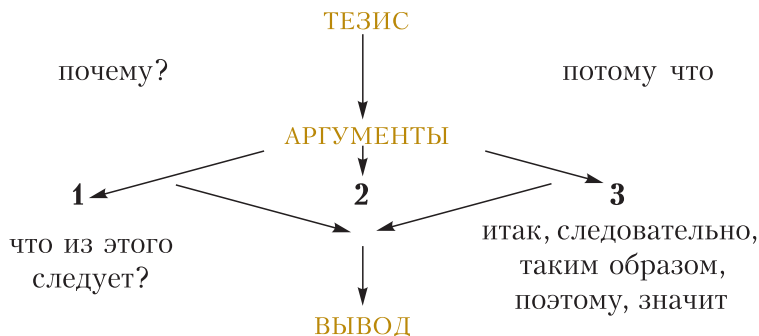 ТЕЗИС
почему?
потому что
АРГУМЕНТЫ
1
2
3
что из этого
следует?
итак, следовательно,
таким образом,
поэтому, значит
ВЫВОД